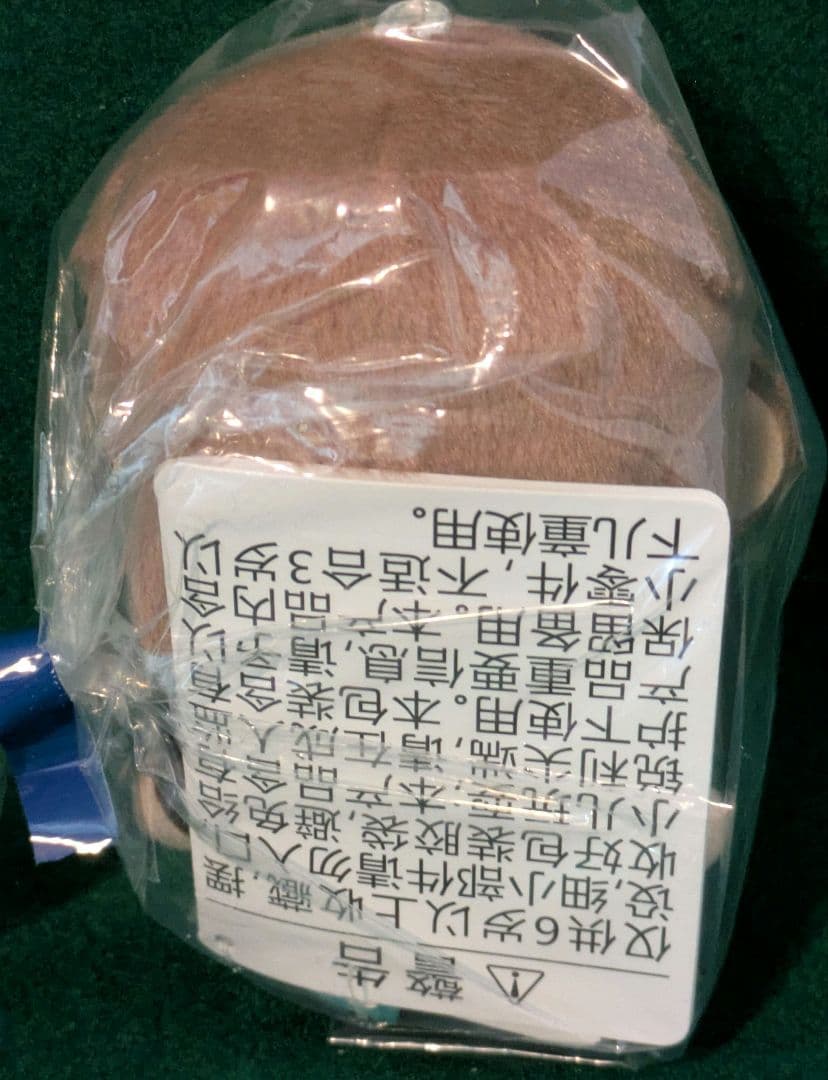 警告
仅供6岁以上收藏,摆
设,细小部件请勿入口
收好包装胶袋,避免给
小儿玩耍,本产品含有
锐利尖端,请在成人监
护下使用。本包装含有
产品重要信息,请予以
保留备用。本产品内含
小零件,不适合3岁以
下儿童使用。